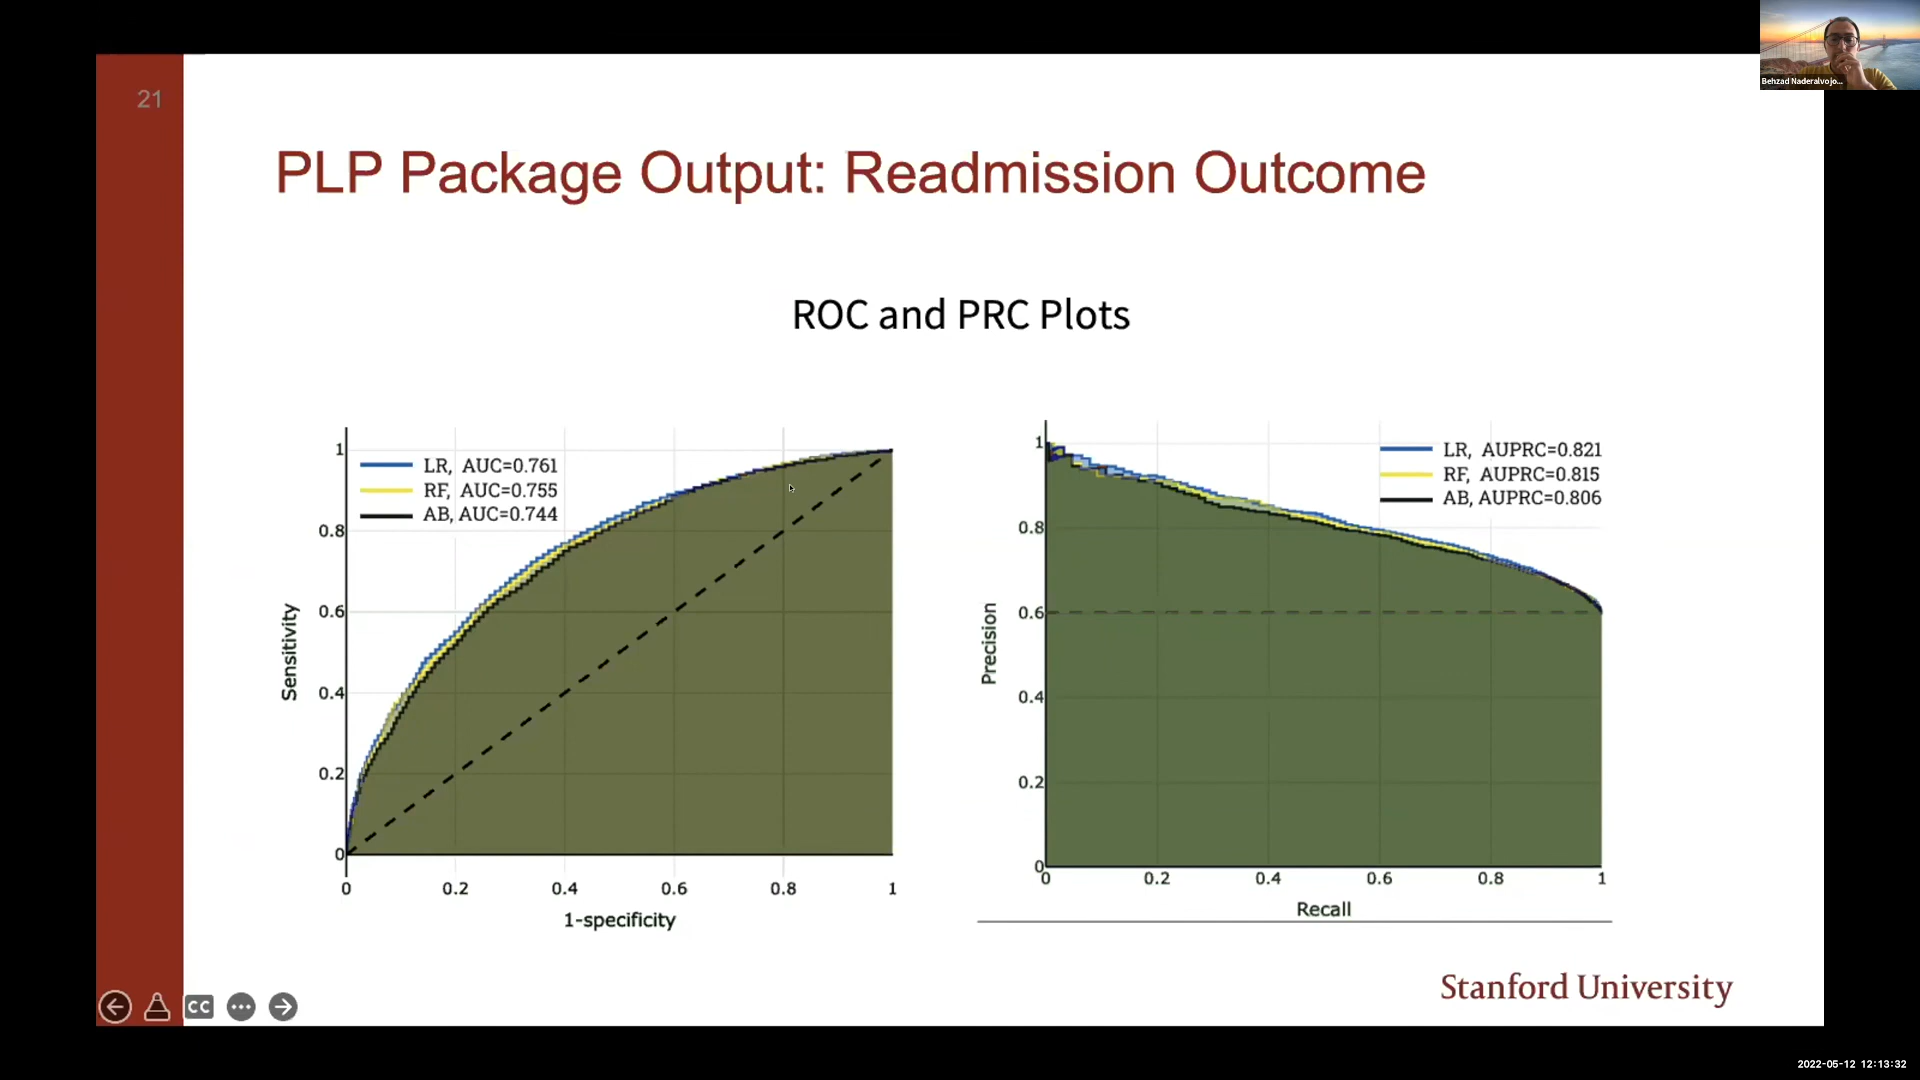 Behzad Naderalvojo...
21
PLP Package Output: Readmission Outcome
ROC and PRC Plots
LR, AUC=0.761
RF, AUC=0.755
AB, AUC=0.744
1
0.8
0.6
0.4
0.2
0
Sensitivity
0 0.2 0.4 0.6 0.8 1
1-specificity
LR, AUPRC=0.821
RF, AUPRC=0.815
AB, AUPRC=0.806
1
0.8
0.6
0.4
0.2
0
Precision
0 0.2 0.4 0.6 0.8 1
Recall
Stanford University
CC
2022-05-12 12:13:32